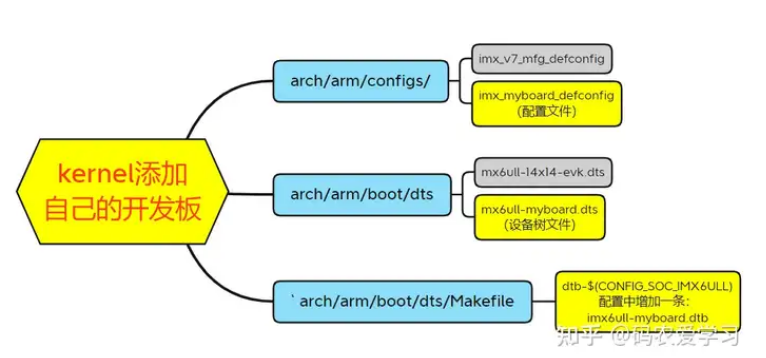 kernel添加
自己的开发板
arch/arm/configs/
imx_v7_mfg_defconfig
imx_myboard_defconfig
(配置文件)
arch/arm/boot/dts
mx6ull-14x14-evk.dts
mx6ull-myboard.dts
(设备树文件)
`arch/arm/boot/dts/Makefile
dtb-$(CONFIG_SOC_IMX6ULL)
配置中增加一条:
imx6ull-myboard.dtb
知乎 @码农爱学习